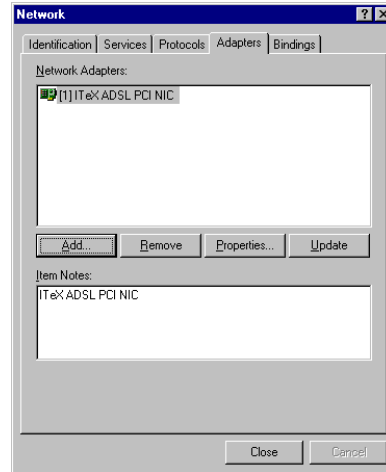 Network
Identification Services Protocols Adapters Bindings
Network Adapters:
[1] ITeX ADSL PCI NIC
Add... Remove Properties... Update
Item Notes:
ITeX ADSL PCI NIC
Close Cancel